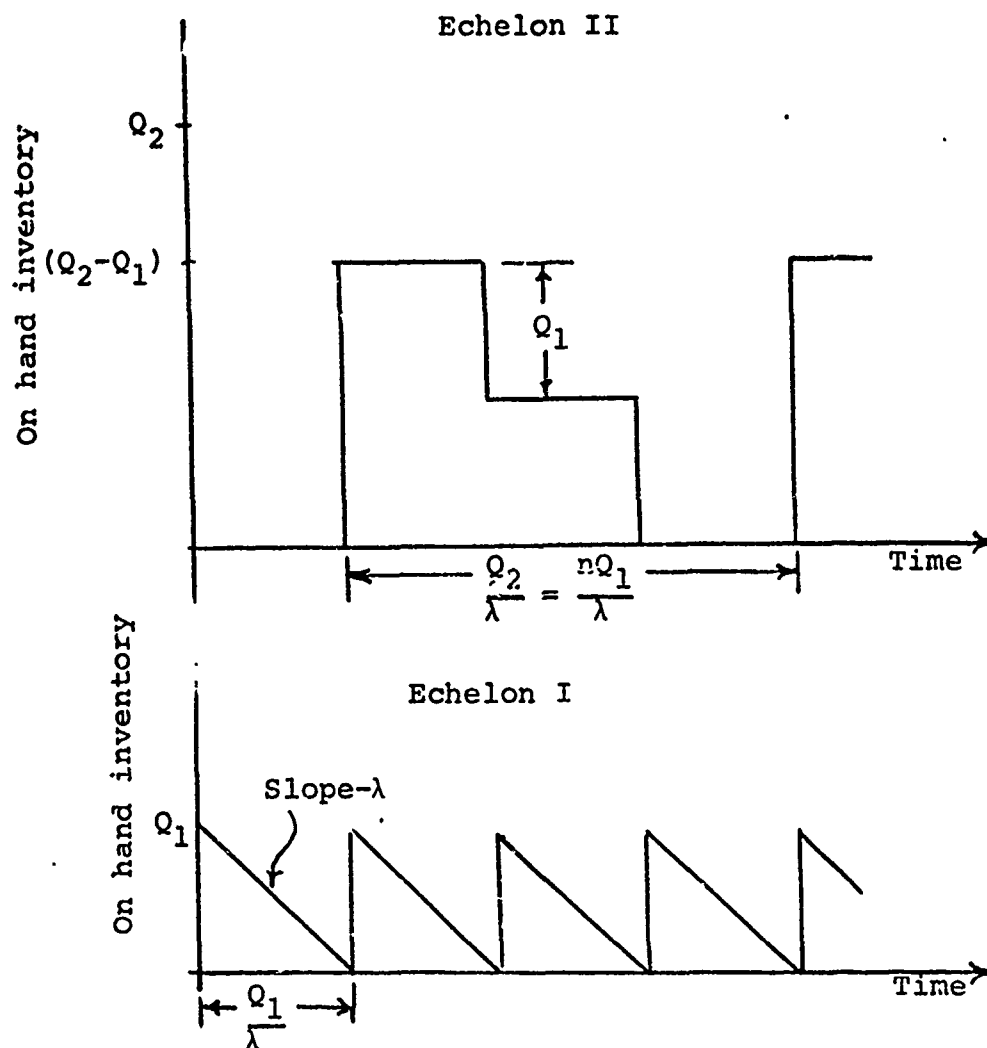 Echelon II
On hand inventory
Q₂
(Q₂-Q₁)
Q₁
Q₂/λ = nQ₁/λ
Time
Echelon I
On hand inventory
Slope-λ
Q₁
Time
Q₁/λ